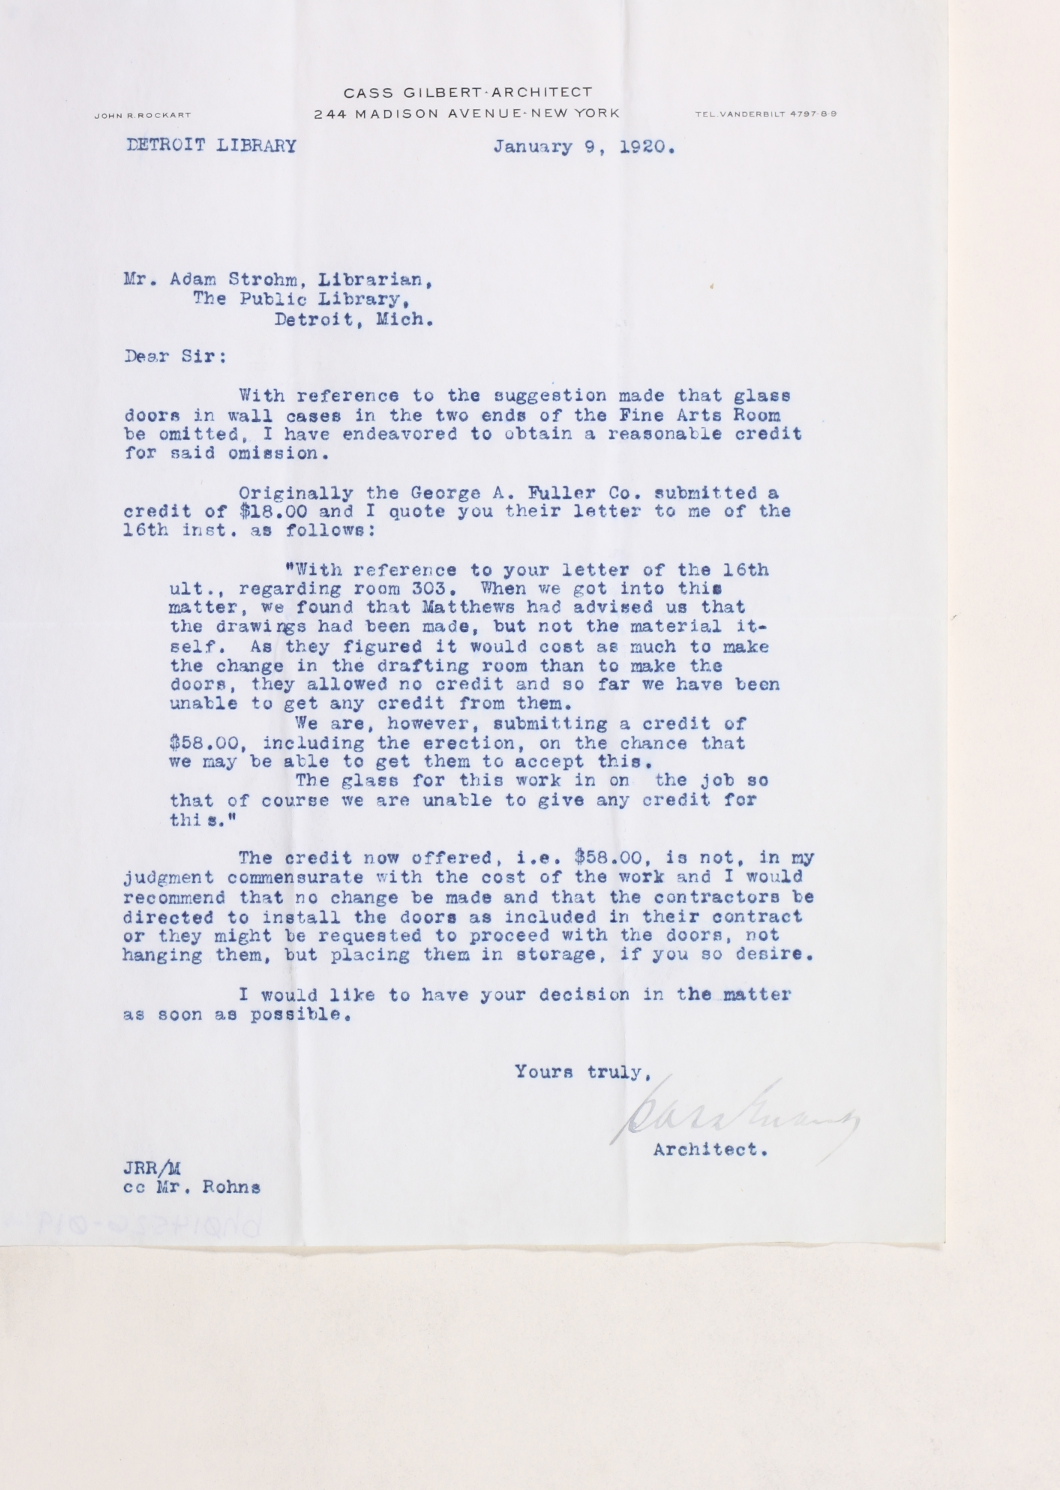 CASS GILBERT·ARCHITECT
JOHN R. ROCKART 244 MADISON AVENUE·NEW YORK TEL. VANDERBILT 4797·8·9
DETROIT LIBRARY January 9, 1920.
Mr. Adam Strohm, Librarian,
The Public Library,
Detroit, Mich.
Dear Sir:
With reference to the suggestion made that glass
doors in wall cases in the two ends of the Fine Arts Room
be omitted, I have endeavored to obtain a reasonable credit
for said omission.
Originally the George A. Fuller Co. submitted a
credit of $18.00 and I quote you their letter to me of the
16th inst. as follows:
"With reference to your letter of the 16th
ult., regarding room 303. When we got into this
matter, we found that Matthews had advised us that
the drawings had been made, but not the material it-
self. As they figured it would cost as much to make
the change in the drafting room than to make the
doors, they allowed no credit and so far we have been
unable to get any credit from them.
We are, however, submitting a credit of
$58.00, including the erection, on the chance that
we may be able to get them to accept this.
The glass for this work in on the job so
that of course we are unable to give any credit for
this."
The credit now offered, i.e. $58.00, is not, in my
judgment commensurate with the cost of the work and I would
recommend that no change be made and that the contractors be
directed to install the doors as included in their contract
or they might be requested to proceed with the doors, not
hanging them, but placing them in storage, if you so desire.
I would like to have your decision in the matter
as soon as possible.
Yours truly,
Architect.
JRR/M
cc Mr. Rohns